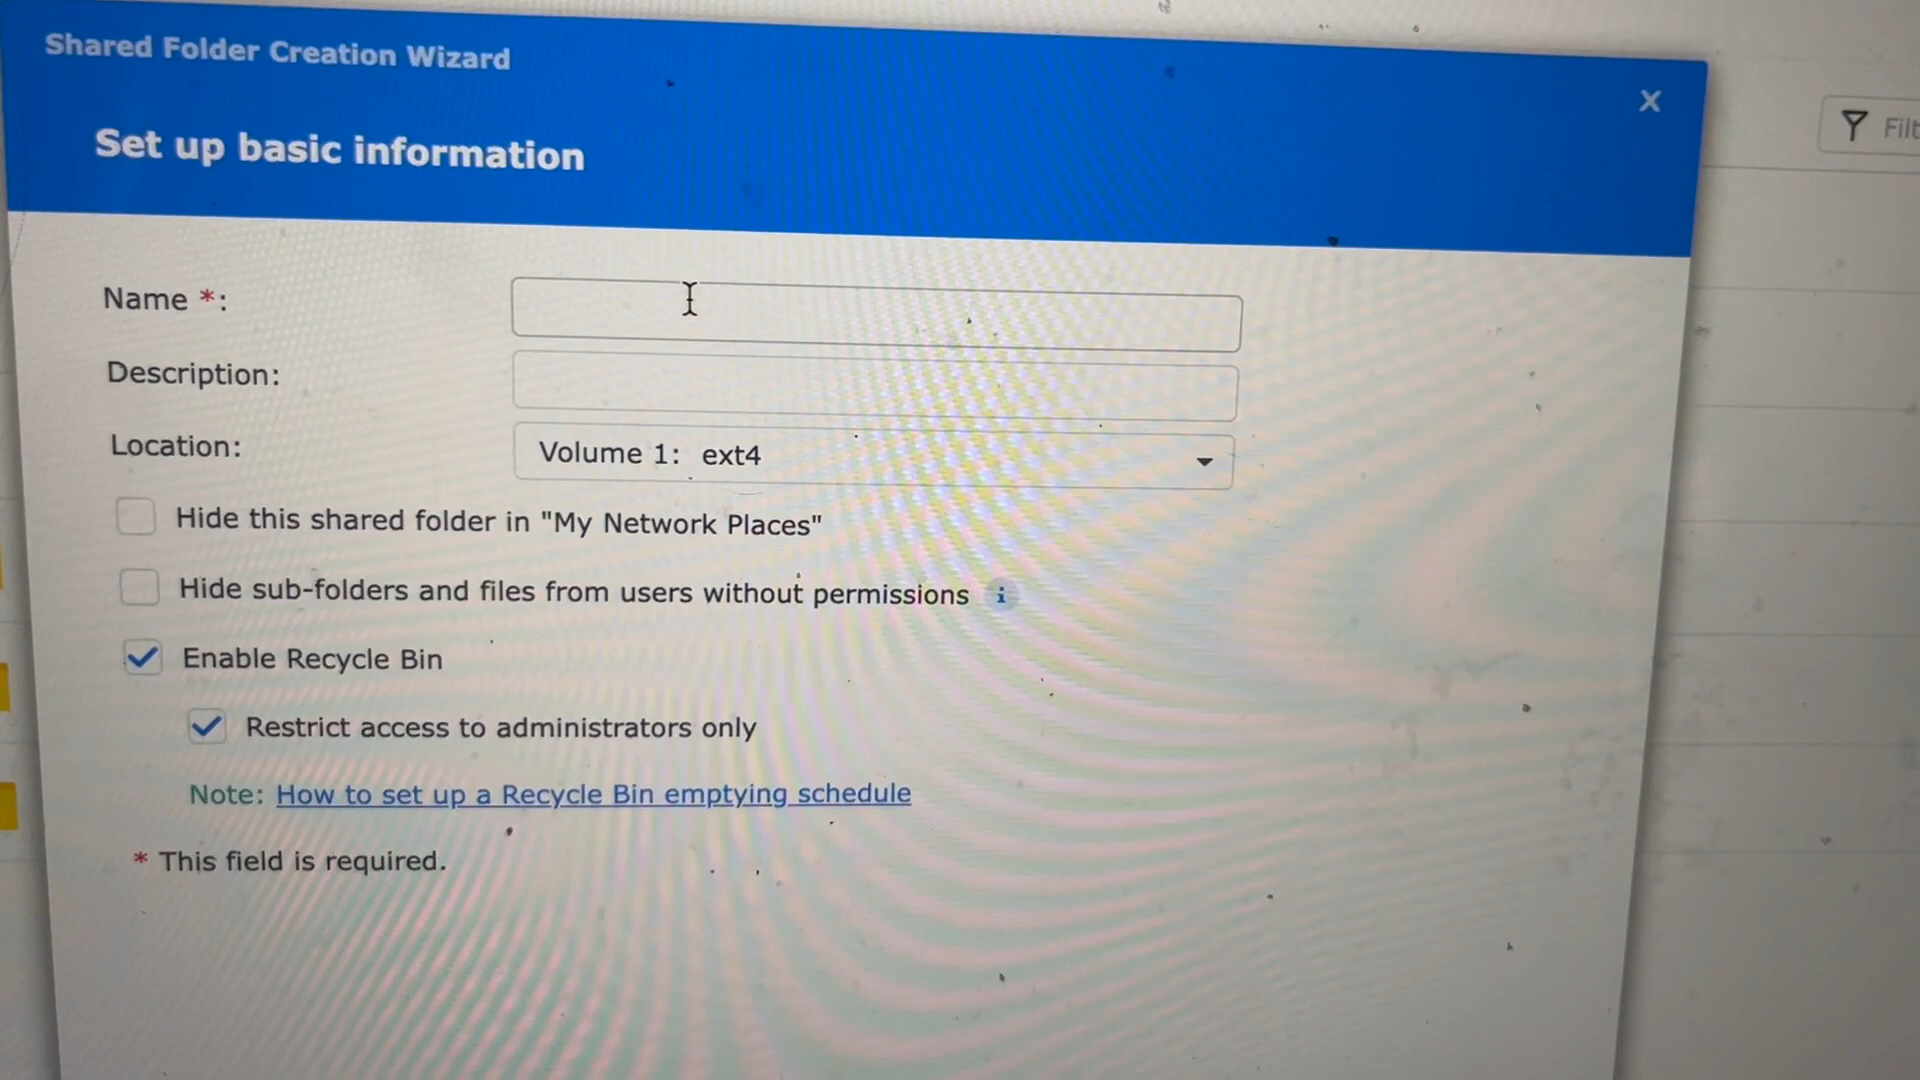 Shared Folder Creation Wizard
Set up basic information
Filt
Name *:
Description:
Location: Volume 1: ext4
Hide this shared folder in "My Network Places"
Hide sub-folders and files from users without permissions
Enable Recycle Bin
Restrict access to administrators only
Note: How to set up a Recycle Bin emptying schedule
* This field is required.